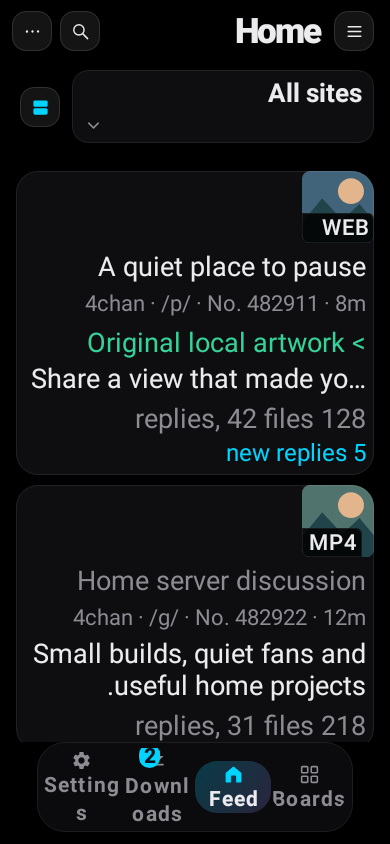 Home
All sites
WEB
A quiet place to pause
4chan · /p/ · No. 482911 · 8m
Original local artwork <
Share a view that made yo…
replies, 42 files 128
new replies 5
MP4
Home server discussion
4chan · /g/ · No. 482922 · 12m
Small builds, quiet fans and
.useful home projects
replies, 31 files 218
Setting
s
2
Downl
oads
Feed
Boards